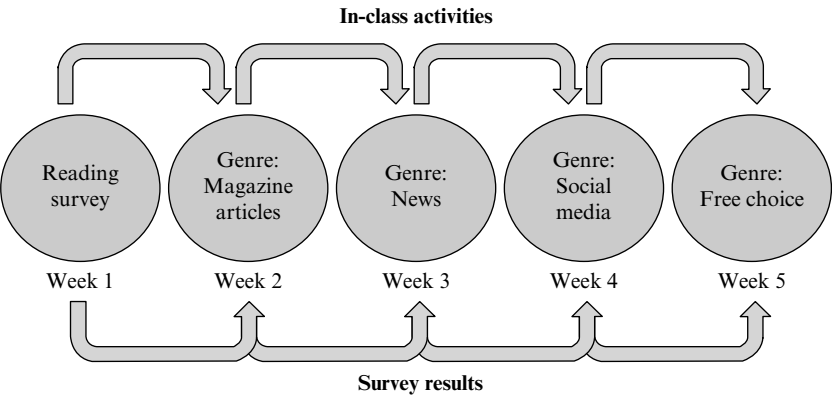 In-class activities
Reading
survey
Genre:
Magazine
articles
Genre:
News
Genre:
Social
media
Genre:
Free choice
Week 1
Week 2
Week 3
Week 4
Week 5
Survey results